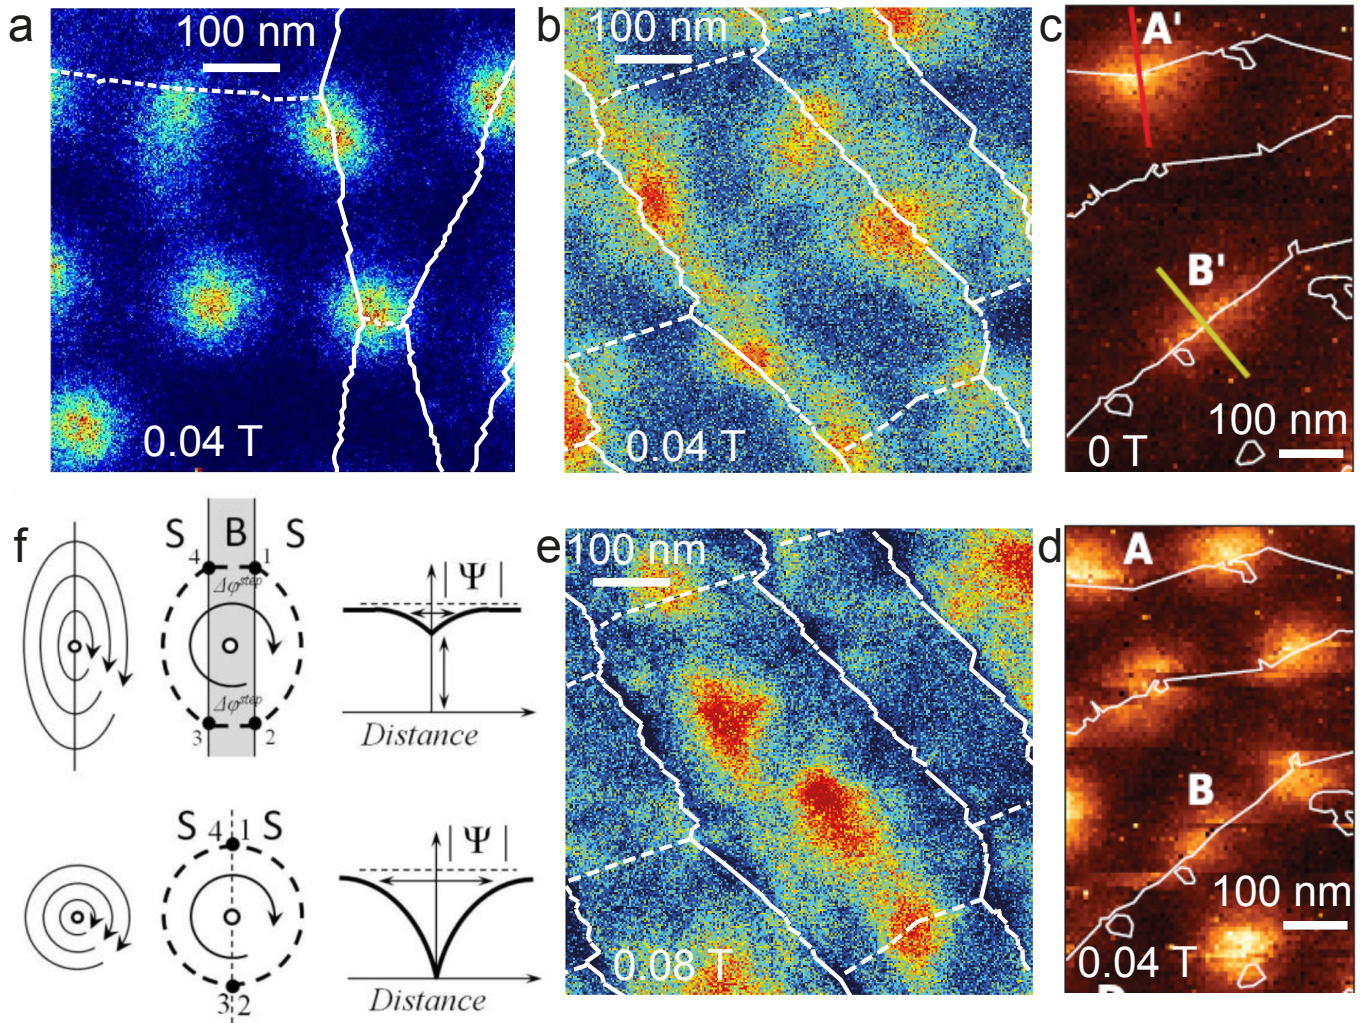 a
100 nm
0.04 T
b
100 nm
0.04 T
c
A'
B'
100 nm
0 T
f
S B S
4 1
Δφ^step
Δφ^step
3 2
|Ψ|
Distance
S S
4 1
3 2
|Ψ|
Distance
e
100 nm
0.08 T
d
A
B
100 nm
0.04 T